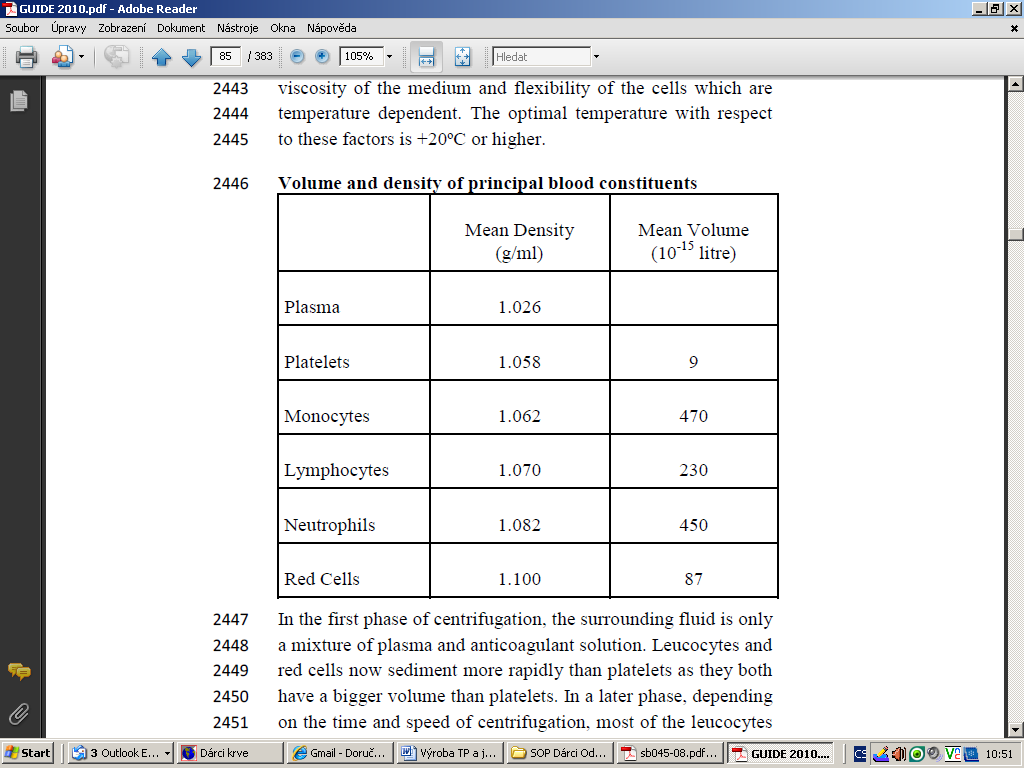 GUIDE 2010.pdf - Adobe Reader
Soubor Úpravy Zobrazení Dokument Nástroje Okna Nápověda
85 / 383 105% Hledat
2443 viscosity of the medium and flexibility of the cells which are
2444 temperature dependent. The optimal temperature with respect
2445 to these factors is +20ºC or higher.
2446 Volume and density of principal blood constituents
Mean Density Mean Volume
(g/ml) (10-15 litre)
Plasma 1.026
Platelets 1.058 9
Monocytes 1.062 470
Lymphocytes 1.070 230
Neutrophils 1.082 450
Red Cells 1.100 87
2447 In the first phase of centrifugation, the surrounding fluid is only
2448 a mixture of plasma and anticoagulant solution. Leucocytes and
2449 red cells now sediment more rapidly than platelets as they both
2450 have a bigger volume than platelets. In a later phase, depending
2451 on the time and speed of centrifugation, most of the leucocytes
Start 3 Outlook E... Dárci krve Gmail - Doruč... Výroba TP a j... SOP Dárci Od... sb045-08.pdf... GUIDE 2010.... CS 10:51